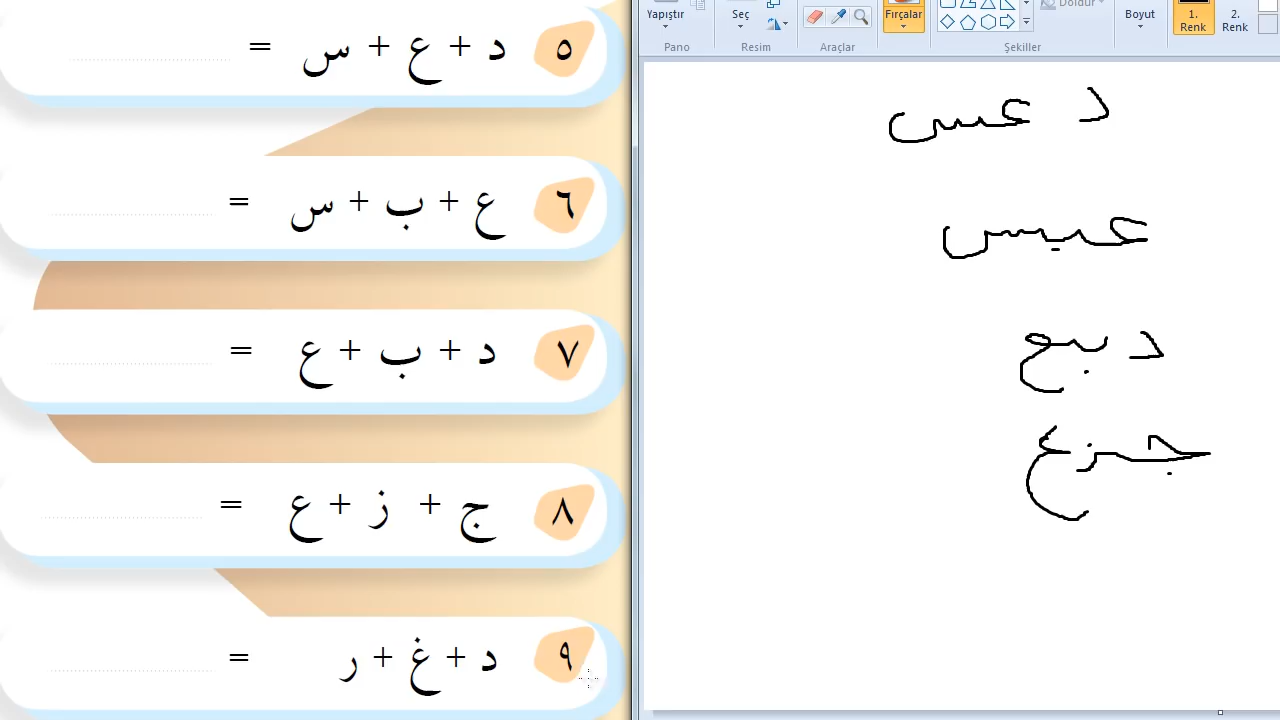 Yapıştır Seç Fırçalar Doldur Boyut 1. 2.
Renk Renk
Pano Resim Araçlar Şekiller
٥ د + ع + س =
دعس
٦ ع + ب + س =
عبس
٧ د + ب + ع =
دبع
٨ ج + ز + ع =
جزع
٩ د + غ + ر =